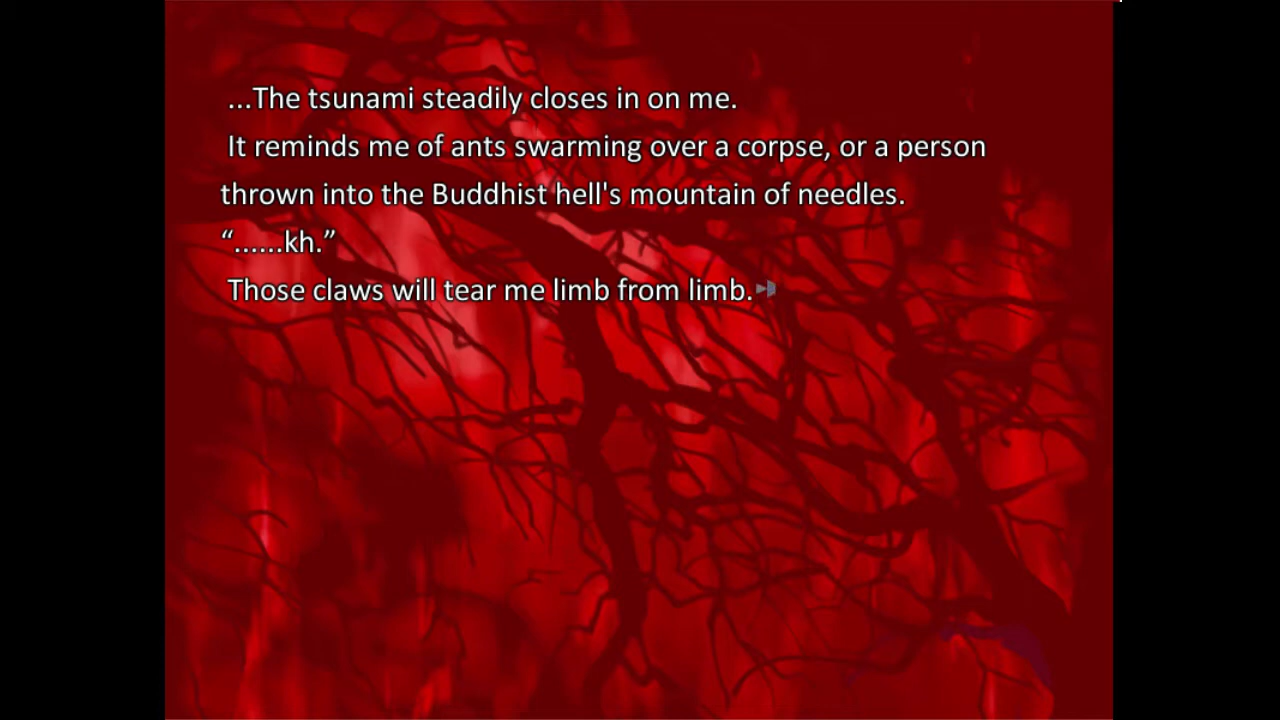 ...The tsunami steadily closes in on me.
It reminds me of ants swarming over a corpse, or a person
thrown into the Buddhist hell's mountain of needles.
“......kh.”
Those claws will tear me limb from limb.